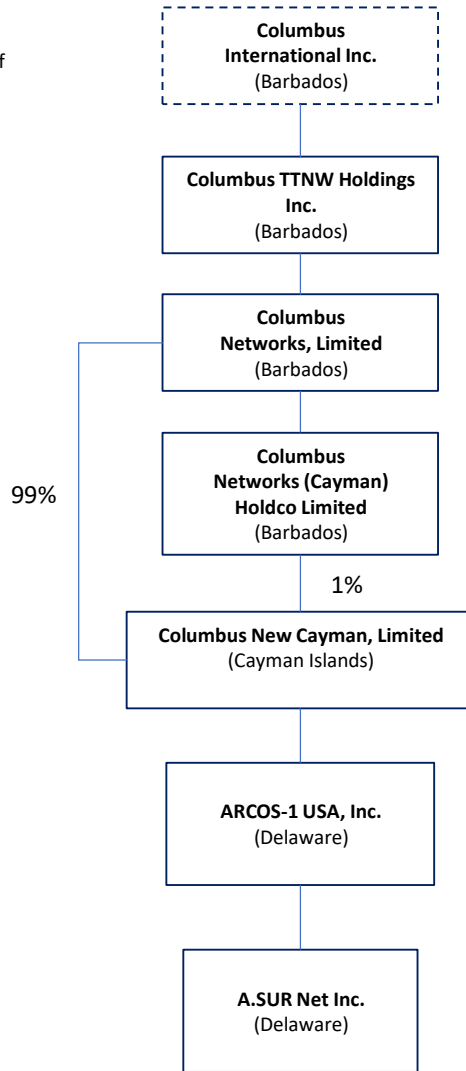 Columbus
International Inc.
(Barbados)
f
Columbus TTNW Holdings
Inc.
(Barbados)
Columbus
Networks, Limited
(Barbados)
Columbus
Networks (Cayman)
Holdco Limited
(Barbados)
99%
1%
Columbus New Cayman, Limited
(Cayman Islands)
ARCOS-1 USA, Inc.
(Delaware)
A.SUR Net Inc.
(Delaware)